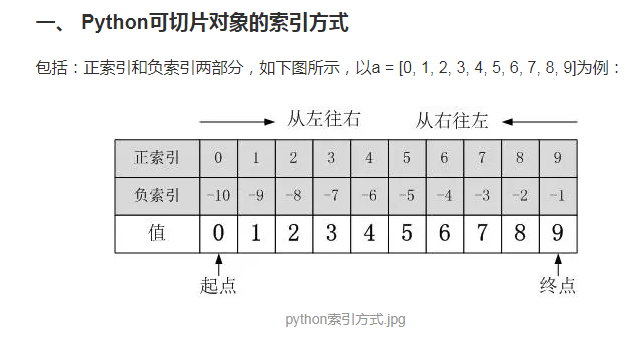 一、 Python可切片对象的索引方式
包括：正索引和负索引两部分，如下图所示，以a = [0, 1, 2, 3, 4, 5, 6, 7, 8, 9]为例：
从左往右 从右往左
正索引 0 1 2 3 4 5 6 7 8 9
负索引 -10 -9 -8 -7 -6 -5 -4 -3 -2 -1
值 0 1 2 3 4 5 6 7 8 9
起点 终点
python索引方式.jpg